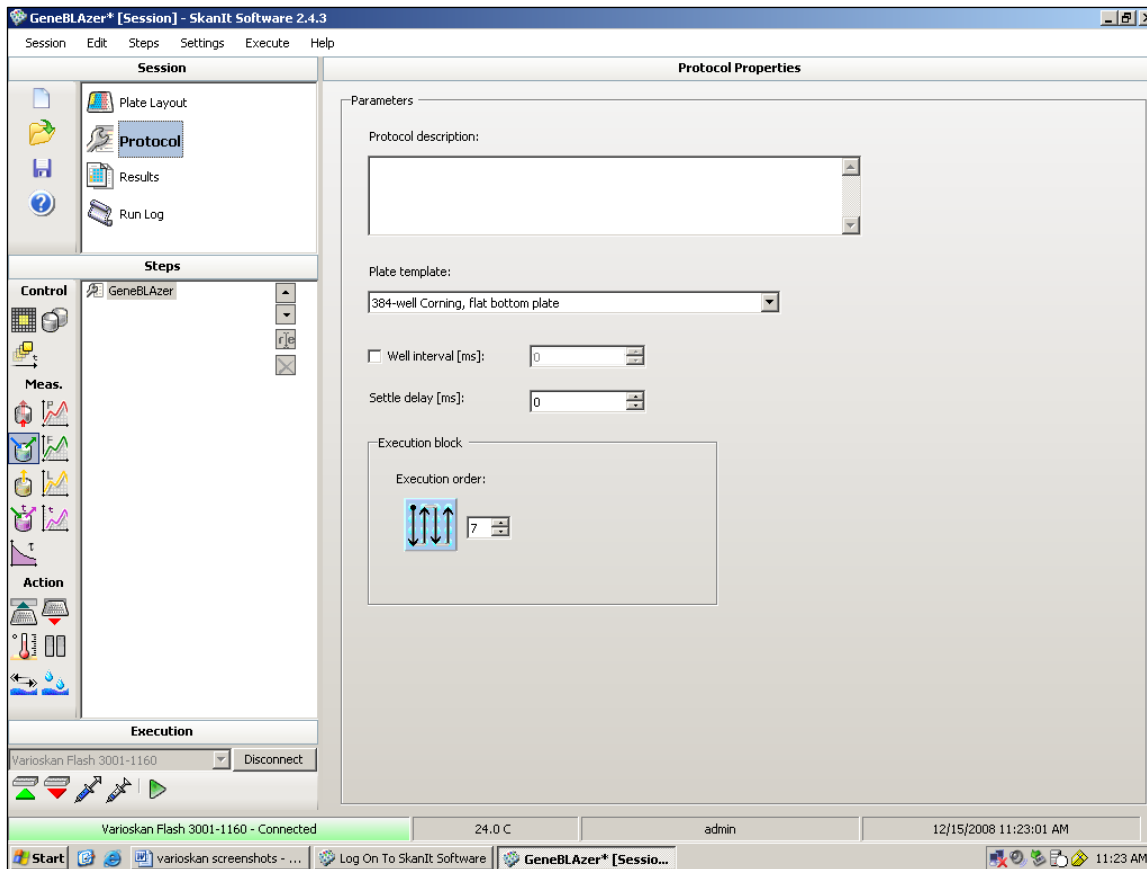 GeneBLAzer* [Session] - SkanIt Software 2.4.3
Session Edit Steps Settings Execute Help
Session
Plate Layout
Protocol
Results
Run Log
Steps
Control
GeneBLAzer
Meas.
Action
Execution
Varioskan Flash 3001-1160
Disconnect
Protocol Properties
Parameters
Protocol description:
Plate template:
384-well Corning, flat bottom plate
Well interval [ms]: 0
Settle delay [ms]: 0
Execution block
Execution order:
7
Varioskan Flash 3001-1160 - Connected 24.0 C admin 12/15/2008 11:23:01 AM
Start varioskan screenshots - ... Log On To SkanIt Software GeneBLAzer* [Sessio... 11:23 AM